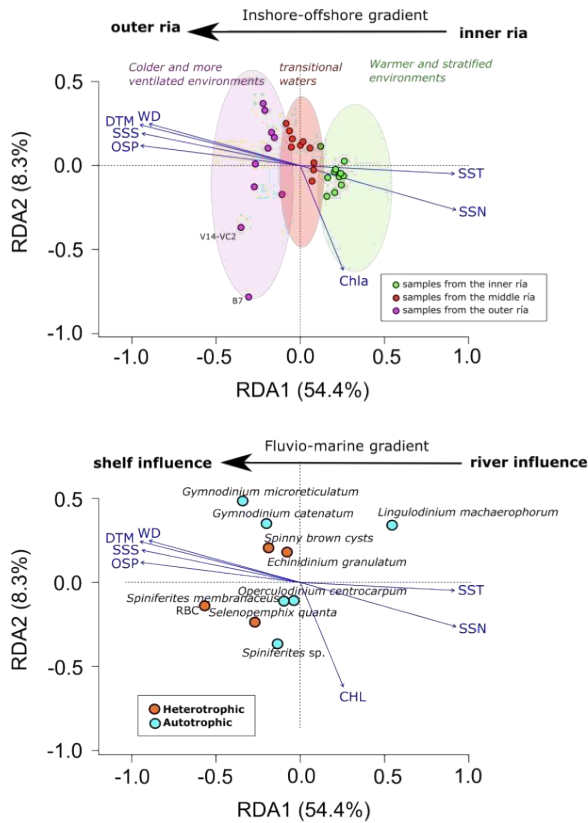 Inshore-offshore gradient
outer ria
inner ria
Colder and more
ventilated environments
transitional
waters
Warmer and stratified
environments
0.5
0.0
-0.5
-1.0
RDA2 (8.3%)
DTM WD
SSS
OSP
SST
SSN
Chla
V14-VC2
B7
samples from the inner ría
samples from the middle ría
samples from the outer ría
-1.0 -0.5 0.0 0.5 1.0
RDA1 (54.4%)
Fluvio-marine gradient
shelf influence
river influence
0.5
0.0
-0.5
-1.0
RDA2 (8.3%)
Gymnodinium microreticulatum
Gymnodinium catenatum
Lingulodinium machaerophorum
Spinny brown cysts
Echinidinium granulatum
DTM WD
SSS
OSP
SST
SSN
CHL
Operculodinium centrocarpum
Spiniferites membranaceus
RBC
Selenopemphix quanta
Spiniferites sp.
Heterotrophic
Autotrophic
-1.0 -0.5 0.0 0.5 1.0
RDA1 (54.4%)